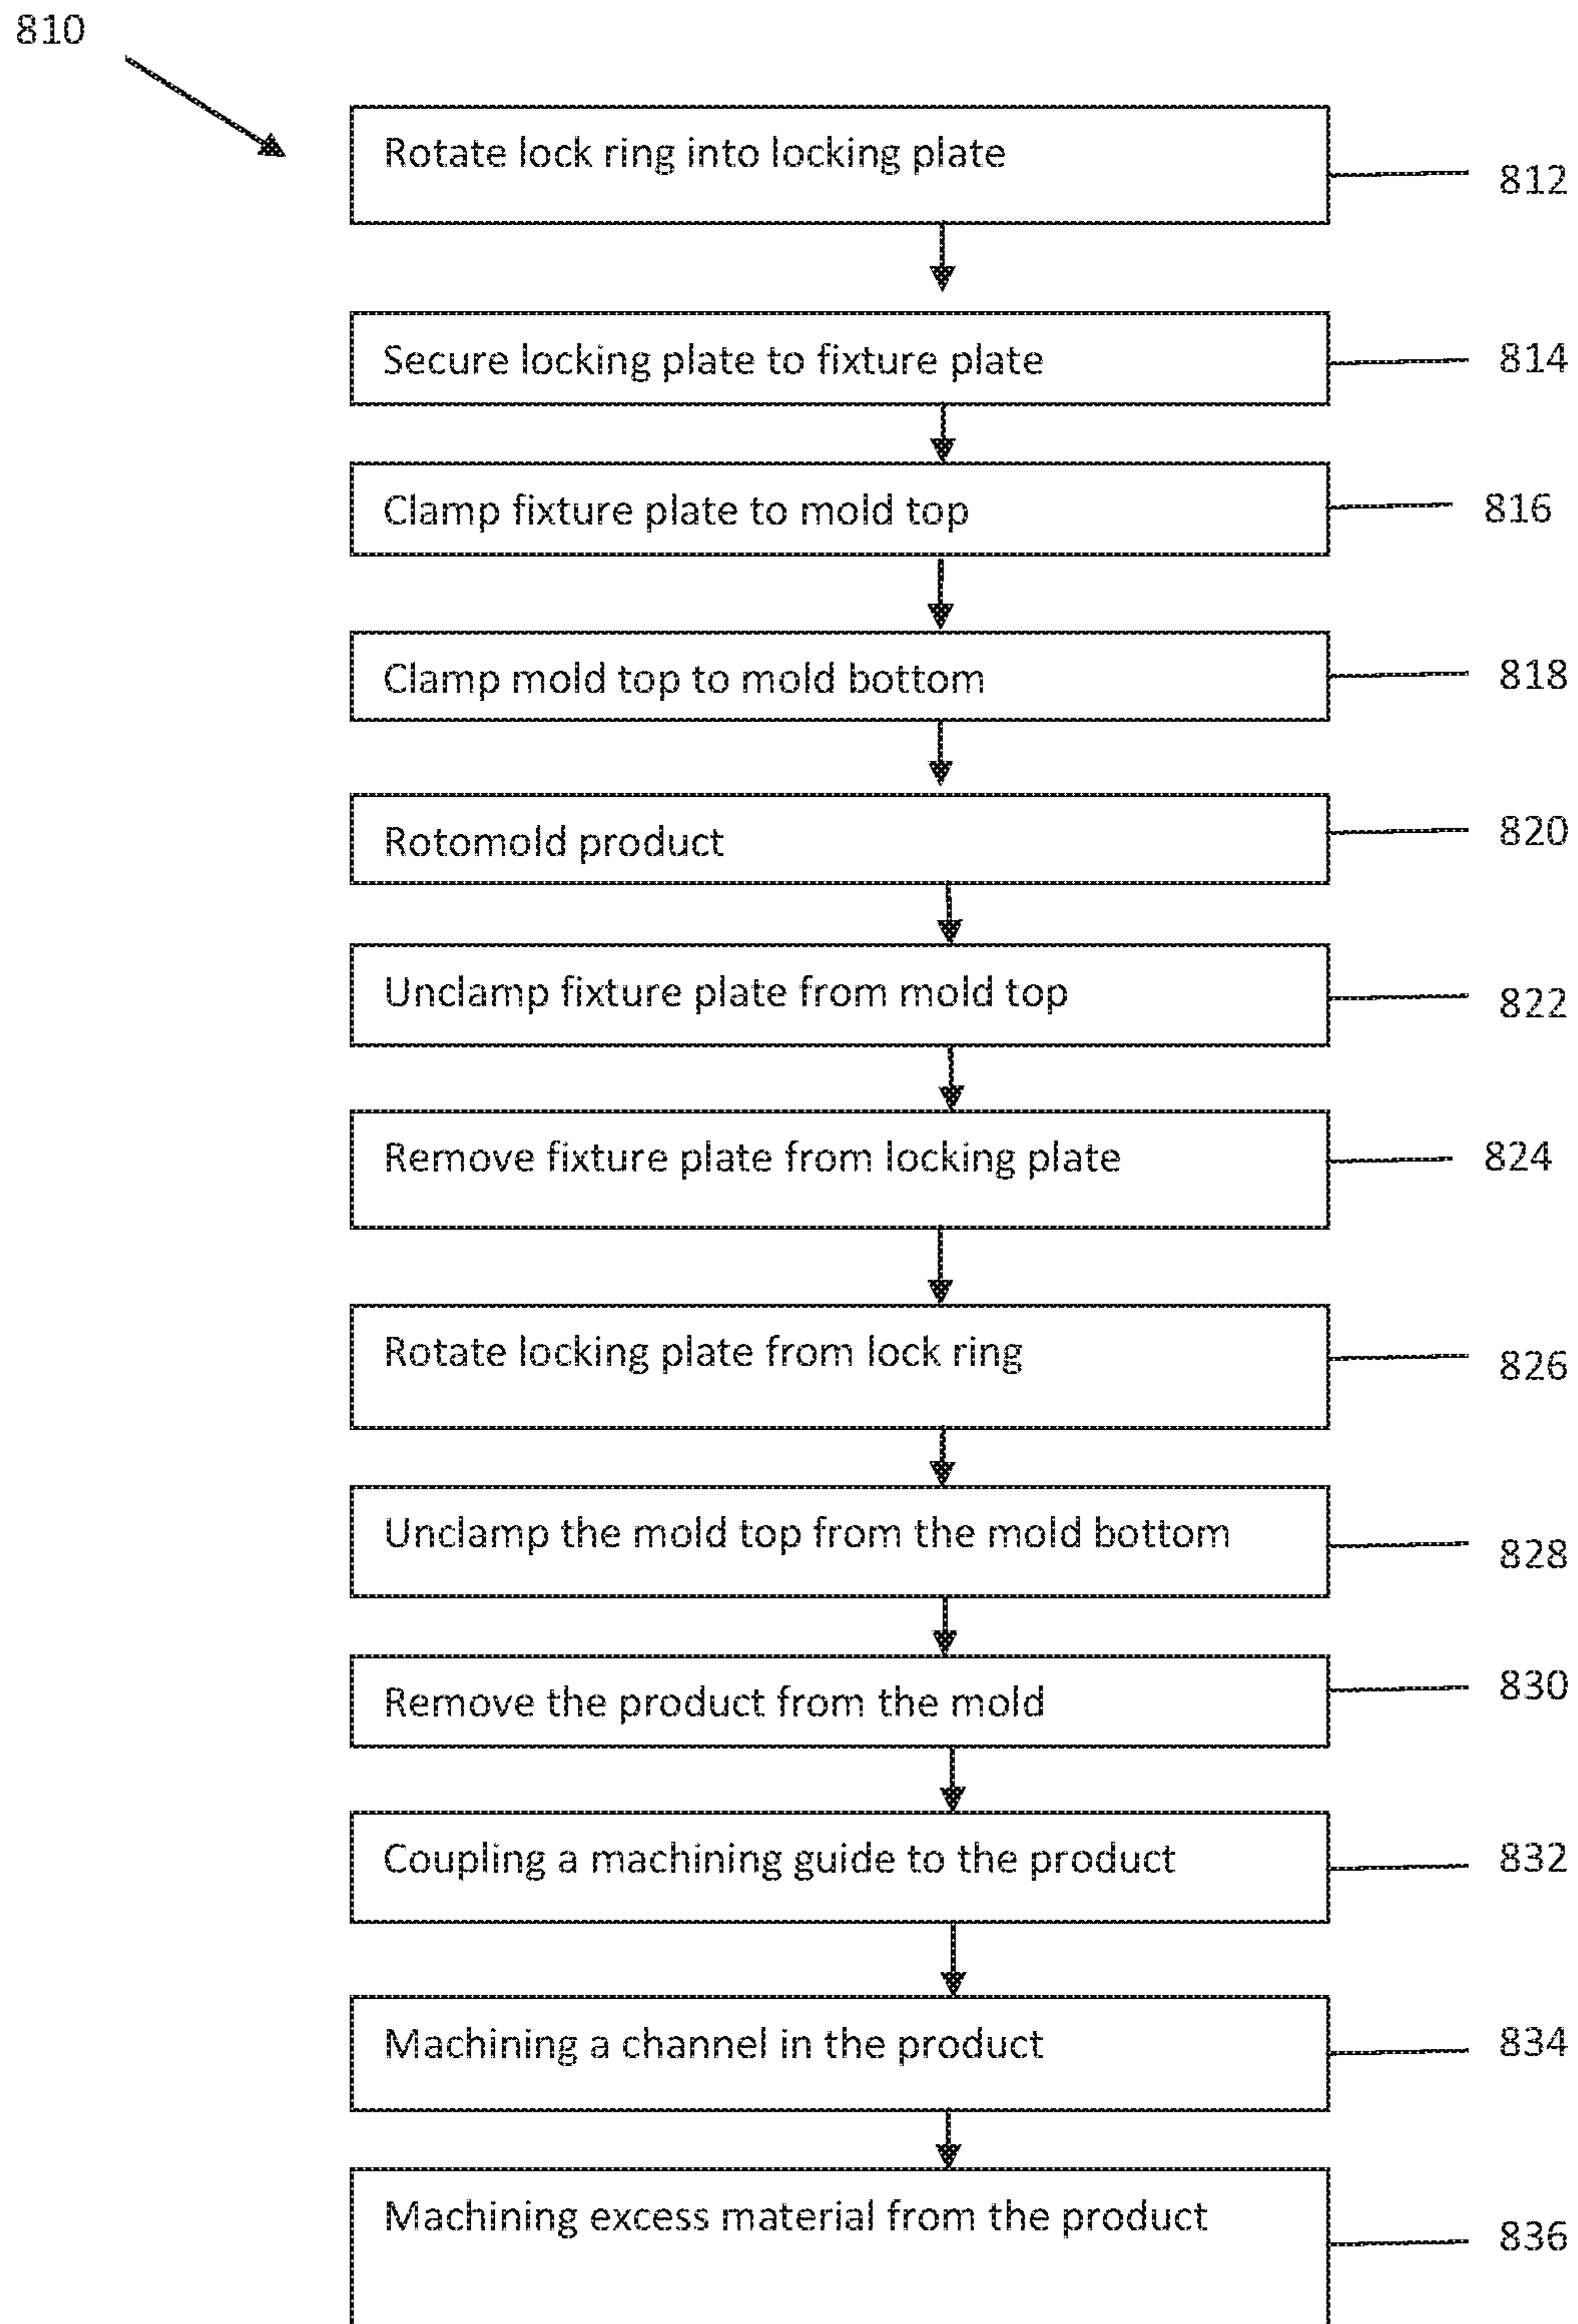 810
Rotate lock ring into locking plate
812
Secure locking plate to fixture plate
814
Clamp fixture plate to mold top
816
Clamp mold top to mold bottom
818
Rotomold product
820
Unclamp fixture plate from mold top
822
Remove fixture plate from locking plate
824
Rotate locking plate from lock ring
826
Unclamp the mold top from the mold bottom
828
Remove the product from the mold
830
Coupling a machining guide to the product
832
Machining a channel in the product
834
Machining excess material from the product
836